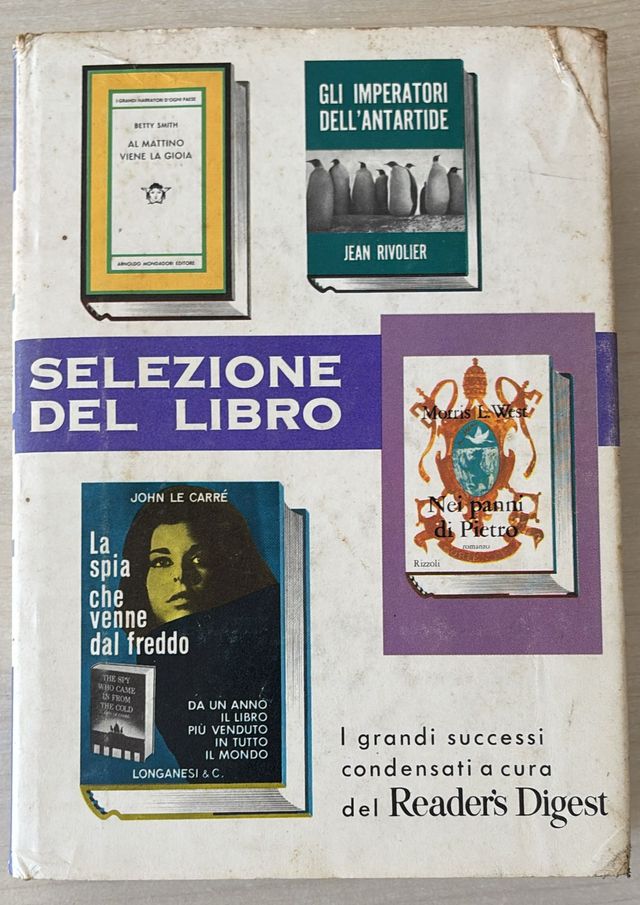 I GRANDI NARRATORI D'OGNI PAESE
BETTY SMITH
AL MATTINO
VIENE LA GIOIA
ARNOLDO MONDADORI EDITORE
GLI IMPERATORI
DELL'ANTARTIDE
JEAN RIVOLIER
SELEZIONE
DEL LIBRO
Morris L. West
Nei panni
di Pietro
romanzo
Rizzoli
JOHN LE CARRÉ
La
spia
che
venne
dal freddo
THE SPY
WHO CAME
IN FROM
THE COLD
DA UN ANNO
IL LIBRO
PIÙ VENDUTO
IN TUTTO
IL MONDO
LONGANESI & C.
I grandi successi
condensati a cura
del Reader's Digest